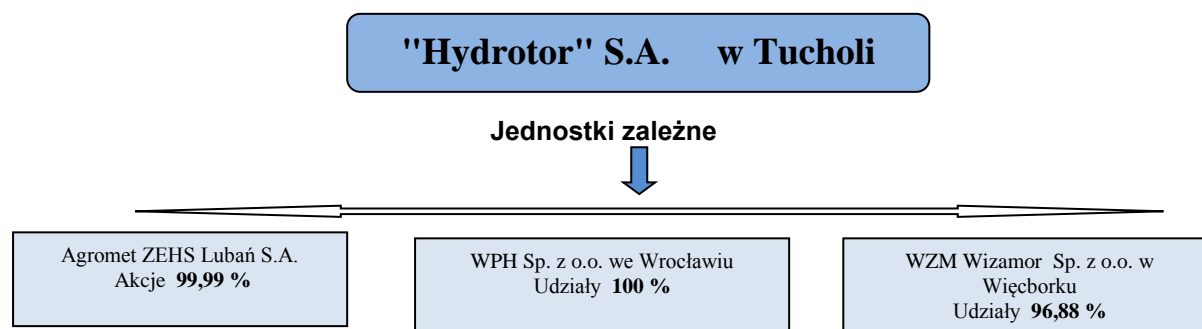 "Hydrotor" S.A. w Tucholi
Jednostki zależne
Agromet ZEHS Lubań S.A.
Akcje 99,99 %
WPH Sp. z o.o. we Wrocławiu
Udziały 100 %
WZM Wizamor Sp. z o.o. w
Więcborku
Udziały 96,88 %